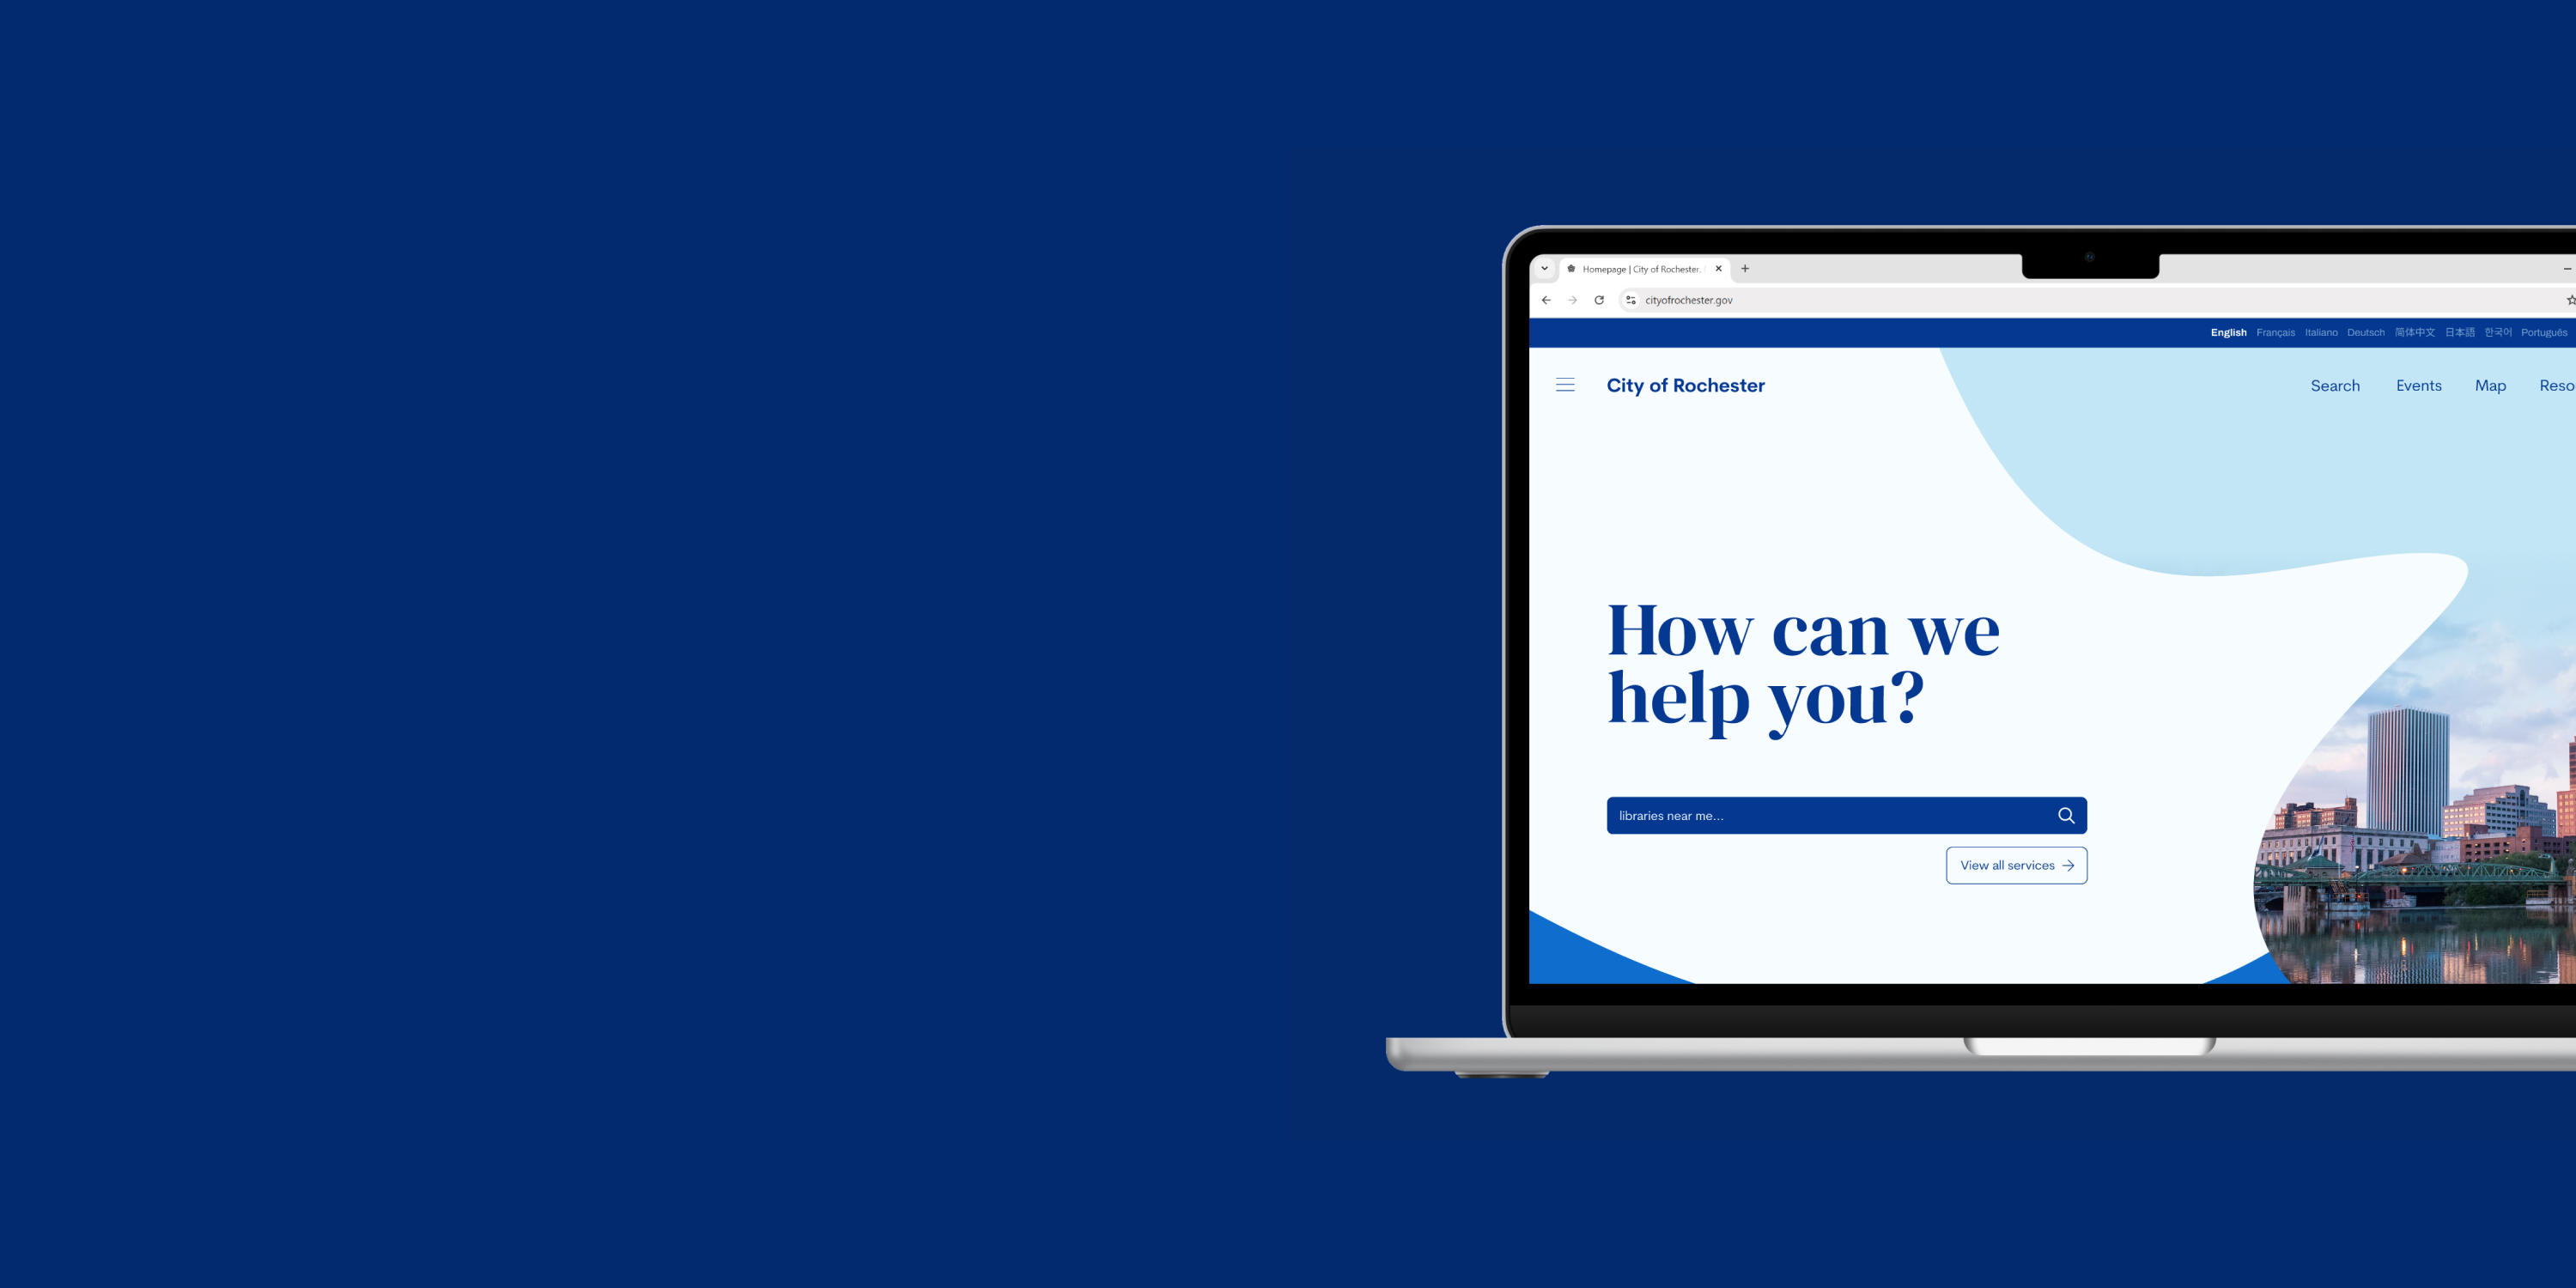 Homepage | City of Rochester,
cityofrochester.gov
English Français Italiano Deutsch 简体中文 日本語 한국어 Português
City of Rochester
Search Events Map Reso
How can we
help you?
libraries near me...
View all services